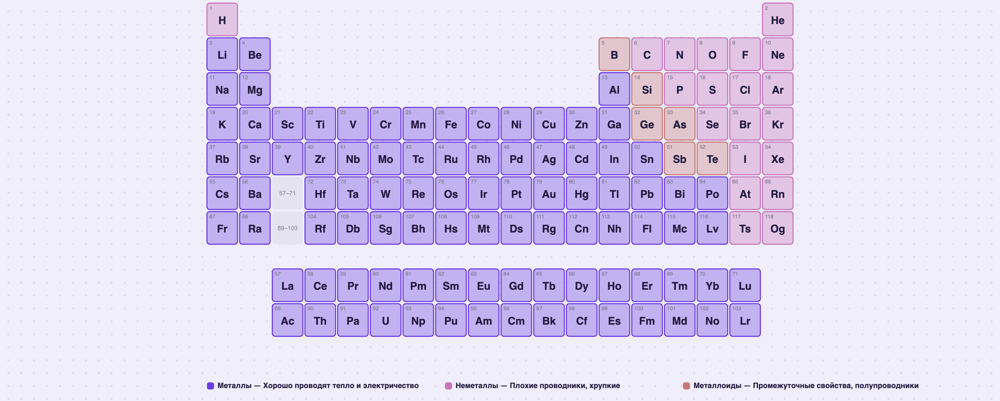 1 2
H He
3 4 5 6 7 8 9 10
Li Be B C N O F Ne
11 12 13 14 15 16 17 18
Na Mg Al Si P S Cl Ar
19 20 21 22 23 24 25 26 27 28 29 30 31 32 33 34 35 36
K Ca Sc Ti V Cr Mn Fe Co Ni Cu Zn Ga Ge As Se Br Kr
37 38 39 40 41 42 43 44 45 46 47 48 49 50 51 52 53 54
Rb Sr Y Zr Nb Mo Tc Ru Rh Pd Ag Cd In Sn Sb Te I Xe
55 56 72 73 74 75 76 77 78 79 80 81 82 83 84 85 86
Cs Ba 57–71 Hf Ta W Re Os Ir Pt Au Hg Tl Pb Bi Po At Rn
87 88 104 105 106 107 108 109 110 111 112 113 114 115 116 117 118
Fr Ra 89–103 Rf Db Sg Bh Hs Mt Ds Rg Cn Nh Fl Mc Lv Ts Og
57 58 59 60 61 62 63 64 65 66 67 68 69 70 71
La Ce Pr Nd Pm Sm Eu Gd Tb Dy Ho Er Tm Yb Lu
89 90 91 92 93 94 95 96 97 98 99 100 101 102 103
Ac Th Pa U Np Pu Am Cm Bk Cf Es Fm Md No Lr
Металлы — Хорошо проводят тепло и электричество Неметаллы — Плохие проводники, хрупкие Металлоиды — Промежуточные свойства, полупроводники